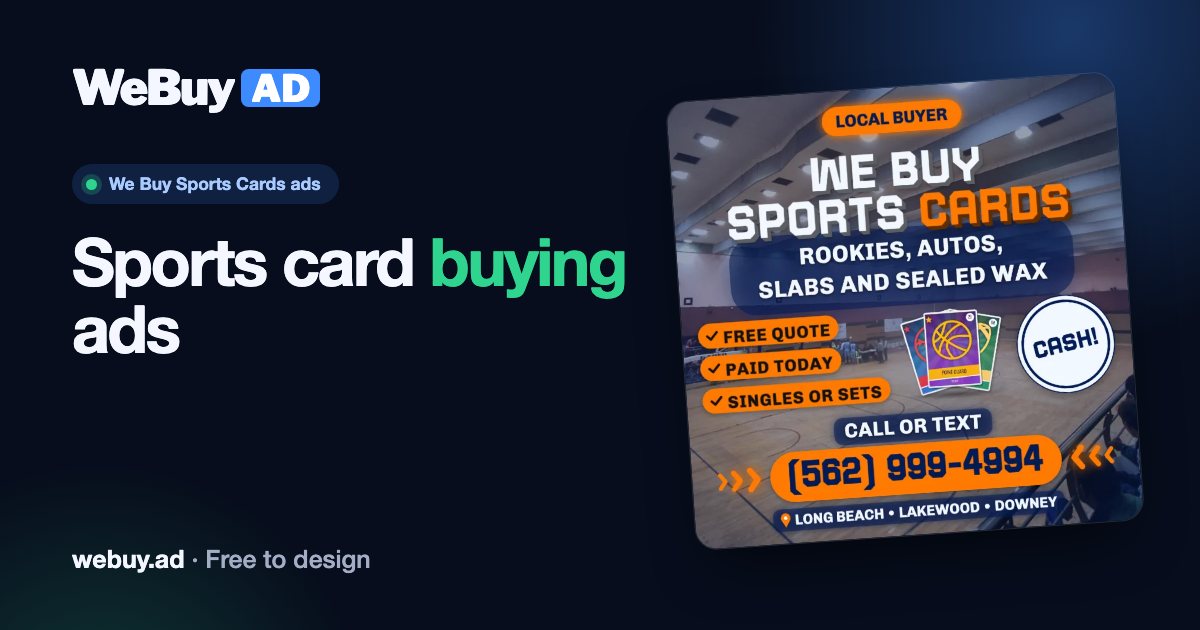 WeBuy AD
We Buy Sports Cards ads
Sports card buying
ads
webuy.ad · Free to design
LOCAL BUYER
WE BUY
SPORTS CARDS
ROOKIES, AUTOS,
SLABS AND SEALED WAX
✓ FREE QUOTE
✓ PAID TODAY
✓ SINGLES OR SETS
CASH!
CALL OR TEXT
(562) 999-4994
LONG BEACH • LAKEWOOD • DOWNEY